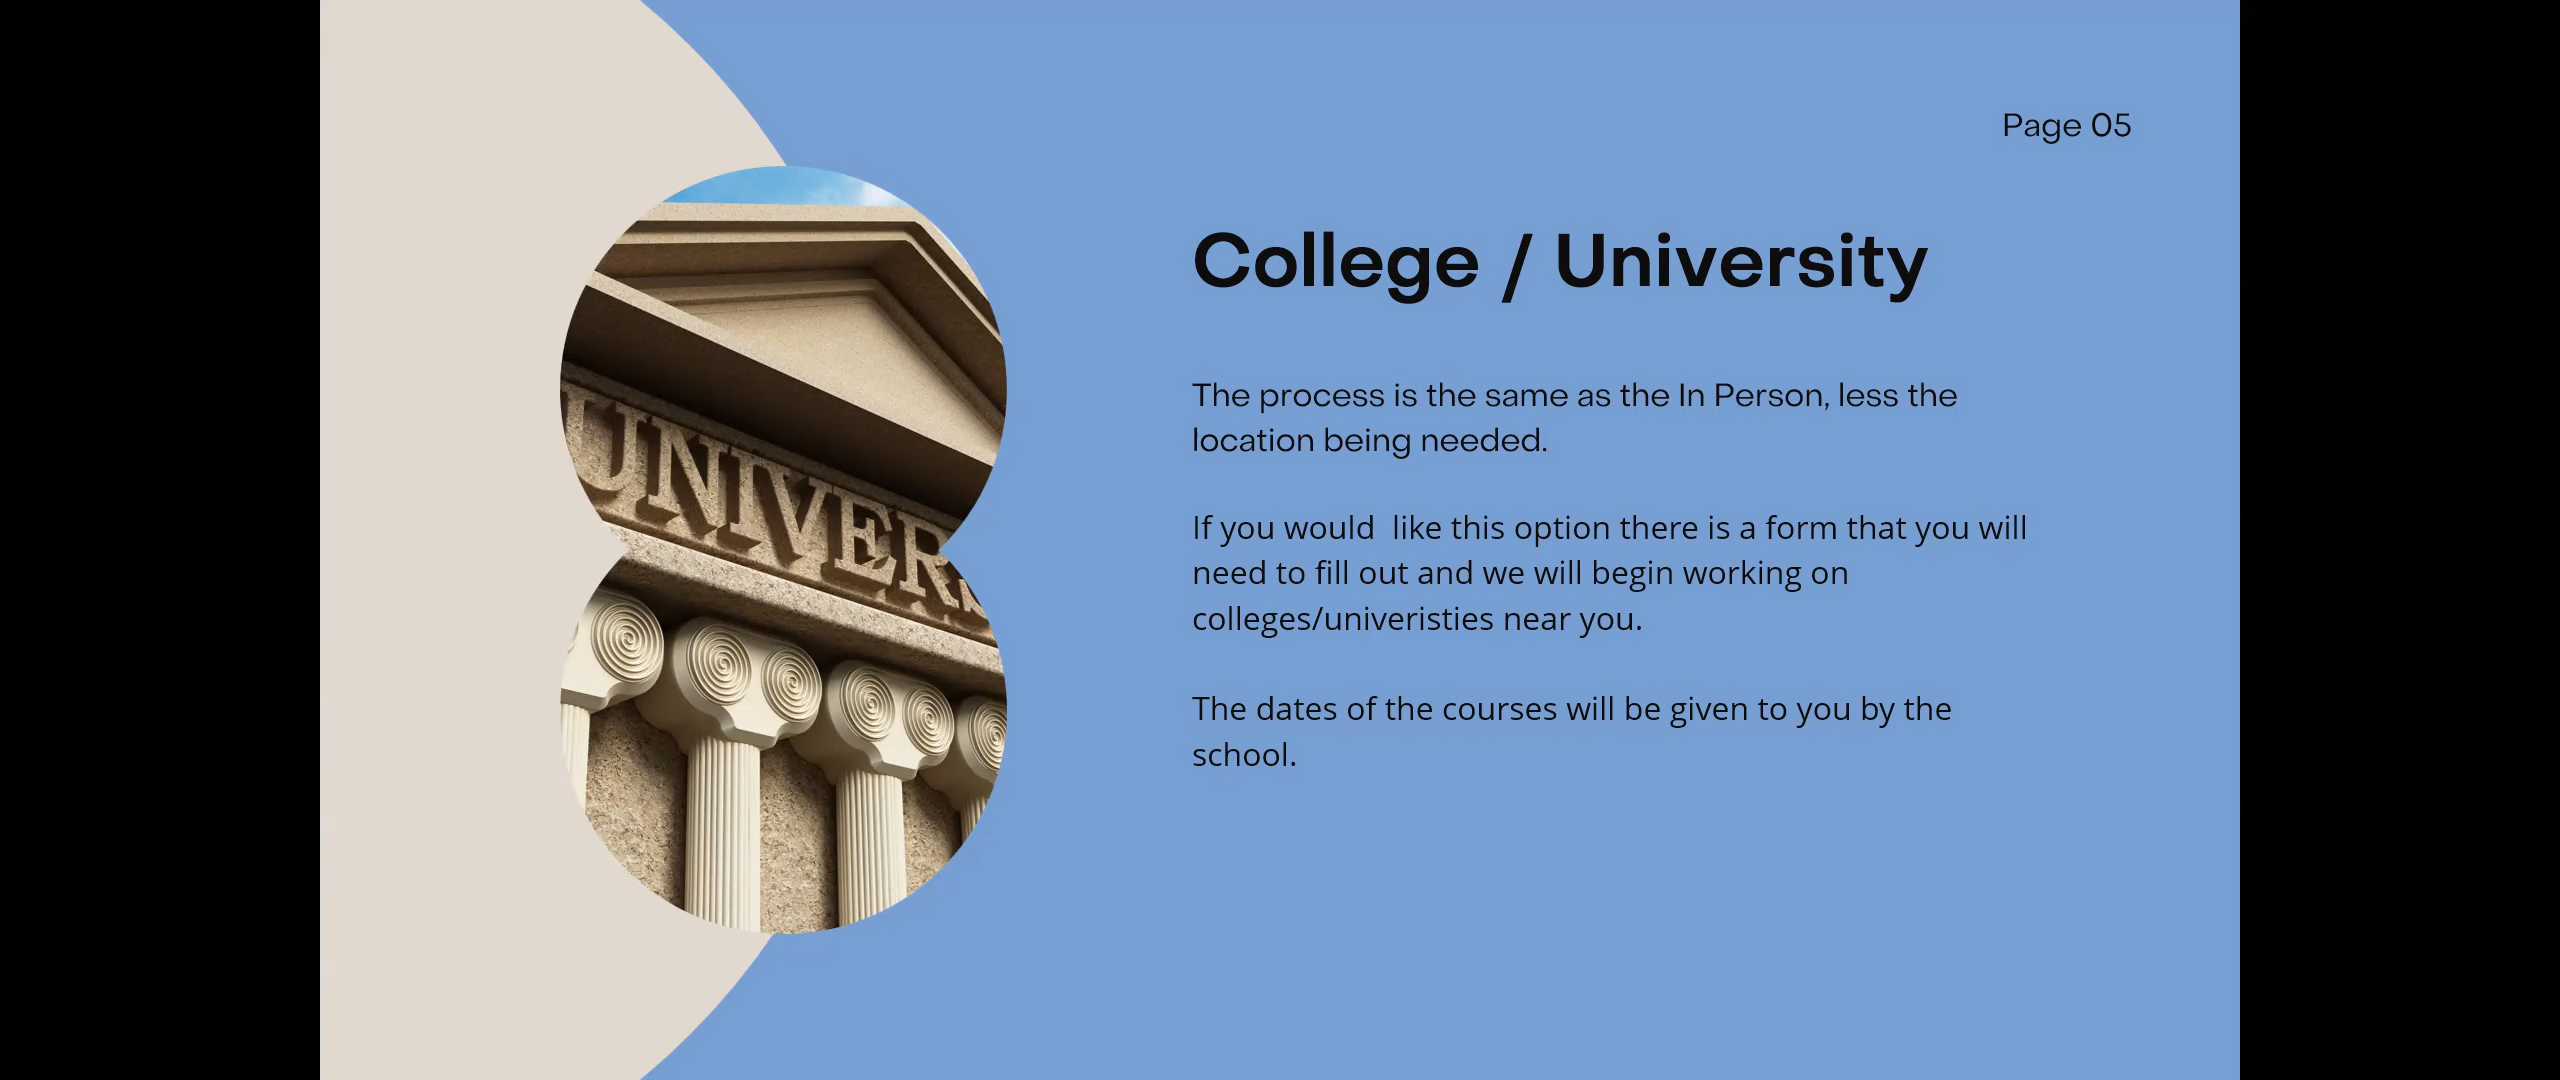 Page 05
College / University
The process is the same as the In Person, less the
location being needed.
If you would  like this option there is a form that you will
need to fill out and we will begin working on
colleges/univeristies near you.
The dates of the courses will be given to you by the
school.
UNIVERS